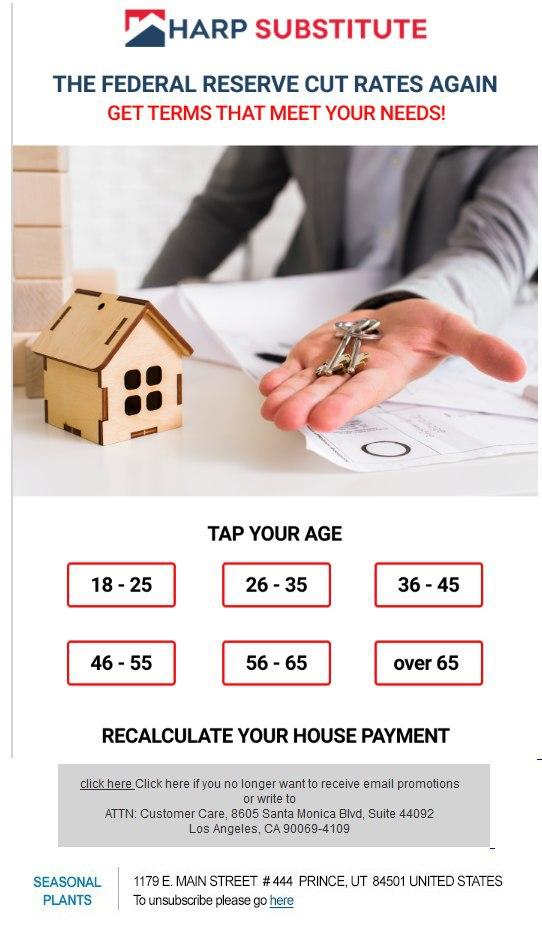 HARP SUBSTITUTE
THE FEDERAL RESERVE CUT RATES AGAIN
GET TERMS THAT MEET YOUR NEEDS!
TAP YOUR AGE
18 - 25
26 - 35
36 - 45
46 - 55
56 - 65
over 65
RECALCULATE YOUR HOUSE PAYMENT
click here Click here if you no longer want to receive email promotions
or write to
ATTN: Customer Care, 8605 Santa Monica Blvd, Suite 44092
Los Angeles, CA 90069-4109
SEASONAL
PLANTS
1179 E. MAIN STREET # 444 PRINCE, UT 84501 UNITED STATES
To unsubscribe please go here